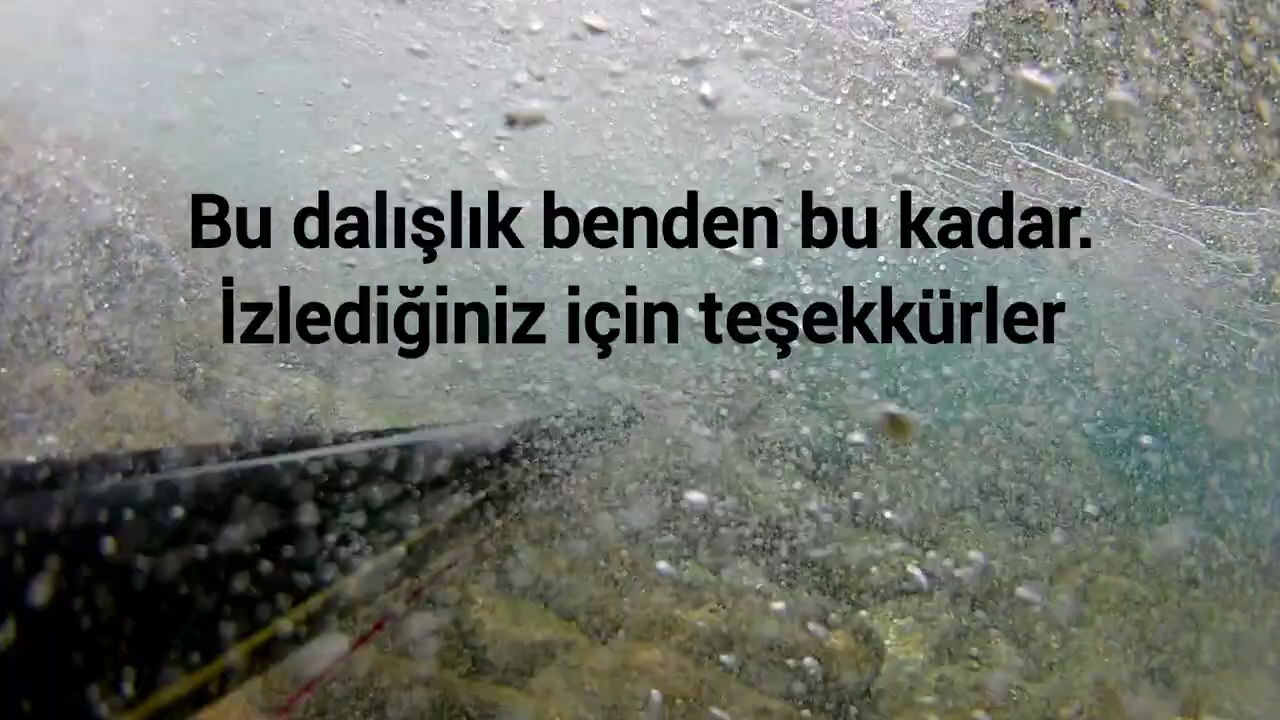 Bu dalışlık benden bu kadar.
İzlediğiniz için teşekkürler